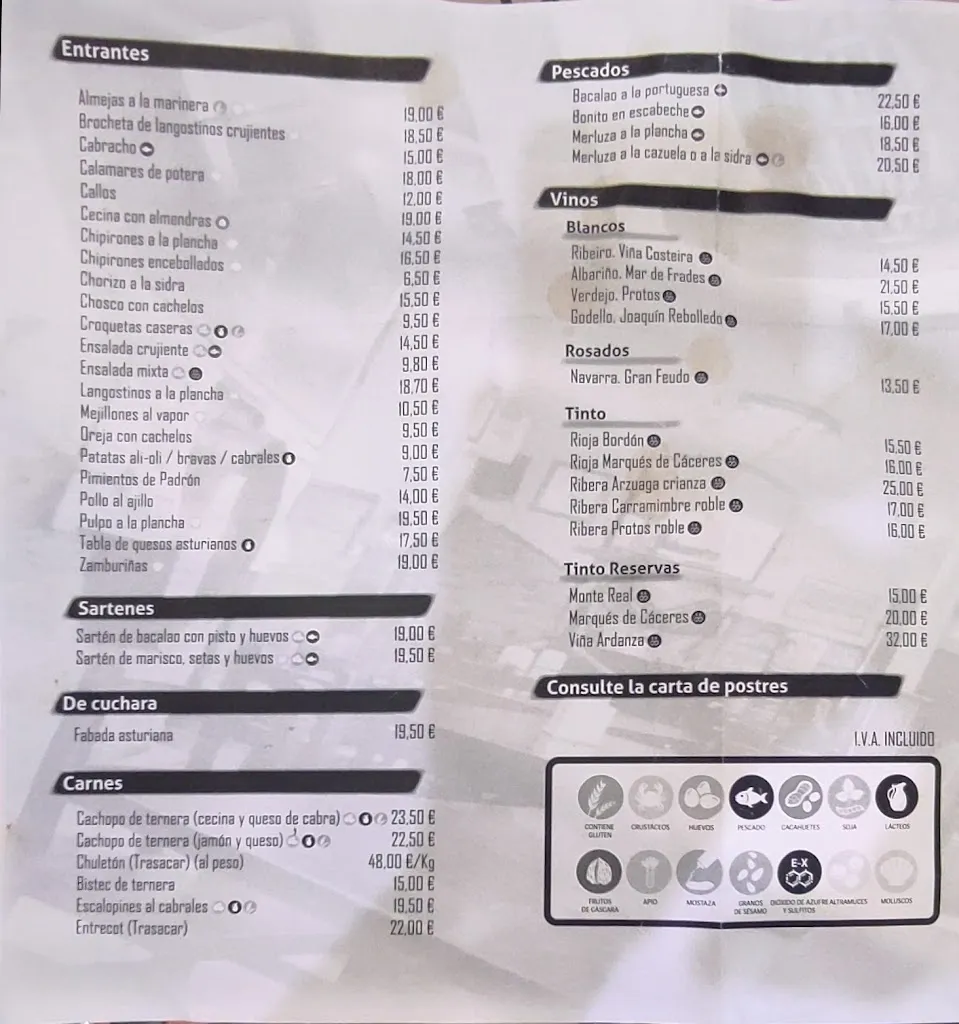 Entrantes
Almejas a la marinera 19,00 €
Brocheta de langostinos crujientes 18,50 €
Cabracho 15,00 €
Calamares de potera 18,00 €
Callos 12,00 €
Cecina con almendras 19,00 €
Chipirones a la plancha 14,50 €
Chipirones encebollados 16,50 €
Chorizo a la sidra 6,50 €
Chosco con cachelos 15,50 €
Croquetas caseras 9,50 €
Ensalada crujiente 14,50 €
Ensalada mixta 9,80 €
Langostinos a la plancha 18,70 €
Mejillones al vapor 10,50 €
Oreja con cachelos 9,50 €
Patatas ali-oli / bravas / cabrales 9,00 €
Pimientos de Padrón 7,50 €
Pollo al ajillo 14,00 €
Pulpo a la plancha 19,50 €
Tabla de quesos asturianos 17,50 €
Zamburiñas 19,00 €
Sartenes
Sartén de bacalao con pisto y huevos 19,00 €
Sartén de marisco, setas y huevos 19,50 €
De cuchara
Fabada asturiana 19,50 €
Carnes
Cachopo de ternera (cecina y queso de cabra) 23,50 €
Cachopo de ternera (jamón y queso) 22,50 €
Chuletón (Trasacar) (al peso) 48,00 €/Kg
Bistec de ternera 15,00 €
Escalopines al cabrales 19,50 €
Entrecot (Trasacar) 22,00 €
Pescados
Bacalao a la portuguesa 22,50 €
Bonito en escabeche 16,00 €
Merluza a la plancha 18,50 €
Merluza a la cazuela o a la sidra 20,50 €
Vinos
Blancos
Ribeiro. Viña Costeira 14,50 €
Albariño. Mar de Frades 21,50 €
Verdejo. Protos 15,50 €
Godello. Joaquín Rebolledo 17,00 €
Rosados
Navarra. Gran Feudo 13,50 €
Tinto
Rioja Bordón 15,50 €
Rioja Marqués de Cáceres 16,00 €
Ribera Arzuaga crianza 25,00 €
Ribera Carramimbre roble 17,00 €
Ribera Protos roble 16,00 €
Tinto Reservas
Monte Real 15,00 €
Marqués de Cáceres 20,00 €
Viña Ardanza 32,00 €
Consulte la carta de postres
I.V.A. INCLUIDO
CONTIENE GLUTEN
CRUSTÁCEOS
HUEVOS
PESCADO
CACAHUETES
SOJA
LÁCTEOS
E-X
FRUTOS DE CÁSCARA
APIO
MOSTAZA
GRANOS DE SÉSAMO
DIÓXIDO DE AZUFRE Y SULFITOS
ALTRAMUCES
MOLUSCOS